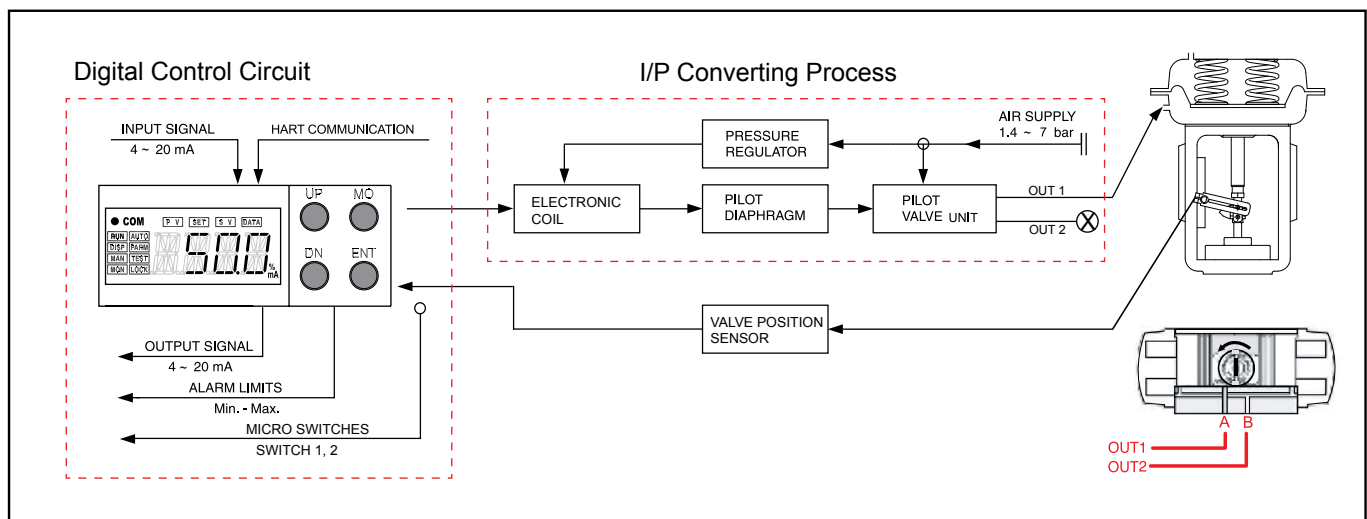 Digital Control Circuit
I/P Converting Process
INPUT SIGNAL
4 ~ 20 mA
HART COMMUNICATION
UP
MO
DN
ENT
COM
P V
SET
S V
DATA
RUN
AUTO
DISP
PARM
MAN
TEST
MON
LOCK
50.0
%
mA
OUTPUT SIGNAL
4 ~ 20 mA
ALARM LIMITS
Min. - Max.
MICRO SWITCHES
SWITCH 1, 2
PRESSURE
REGULATOR
AIR SUPPLY
1.4 ~ 7 bar
ELECTRONIC
COIL
PILOT
DIAPHRAGM
PILOT
VALVE UNIT
OUT 1
OUT 2
VALVE POSITION
SENSOR
A
B
OUT1
OUT2